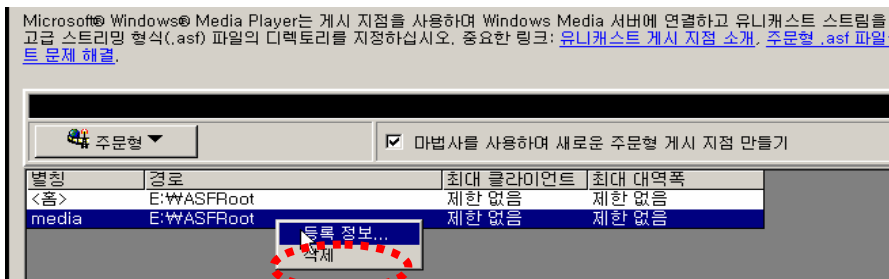 Microsoft® Windows® Media Player는 게시 지점을 사용하여 Windows Media 서버에 연결하고 유니캐스트 스트림을
고급 스트리밍 형식(.asf) 파일의 디렉토리를 지정하십시오. 중요한 링크: 유니캐스트 게시 지점 소개, 주문형 .asf 파일
트 문제 해결.
주문형 마법사를 사용하여 새로운 주문형 게시 지점 만들기
별칭 경로 최대 클라이언트 최대 대역폭
<홈> E:₩ASFRoot 제한 없음 제한 없음
media E:₩ASFRoot 제한 없음 제한 없음
등록 정보...
삭제